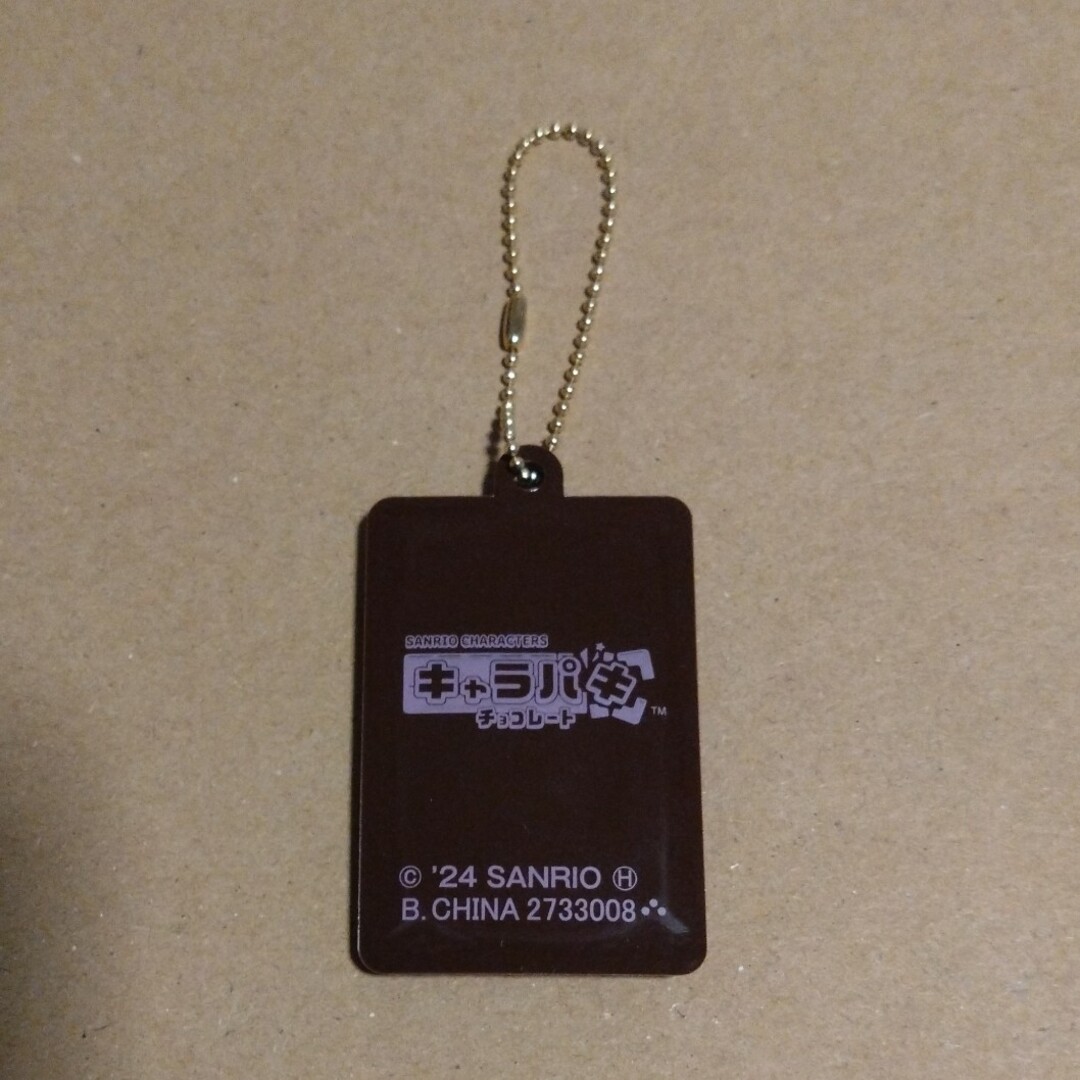 SANRIO CHARACTERS
キャラパキ
チョコレート ™
© '24 SANRIO Ⓗ
B. CHINA 2733008